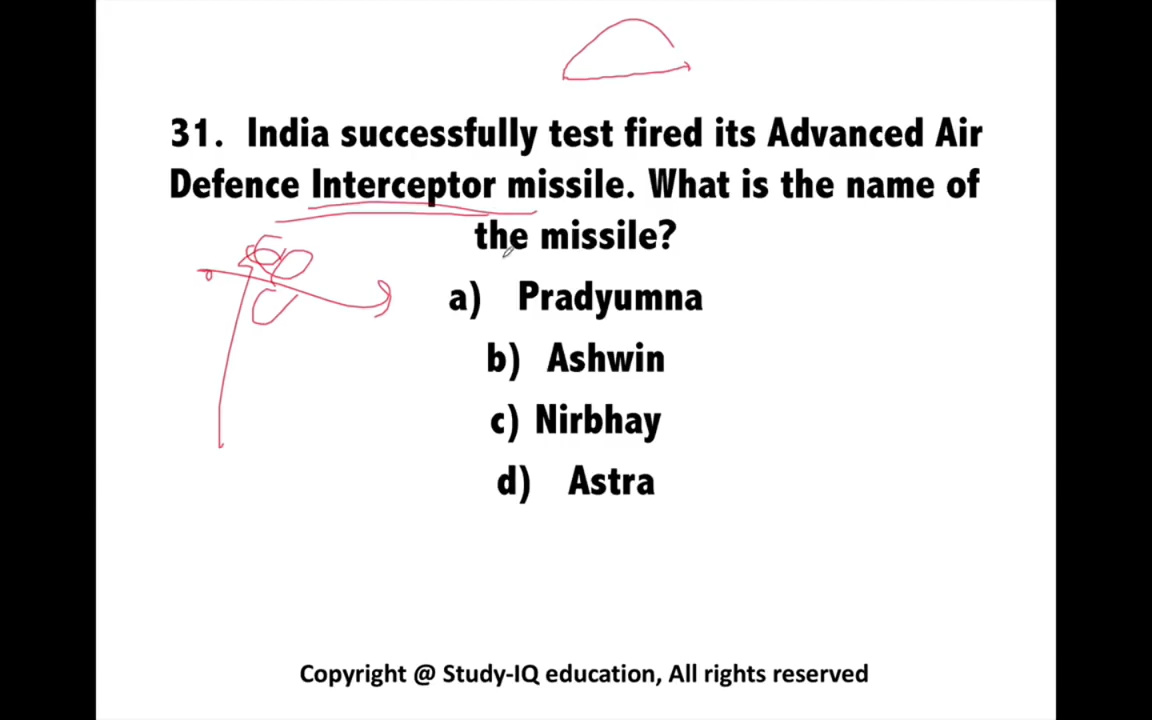 31. India successfully test fired its Advanced Air
Defence Interceptor missile. What is the name of
the missile?
a) Pradyumna
b) Ashwin
c) Nirbhay
d) Astra
Copyright @ Study-IQ education, All rights reserved